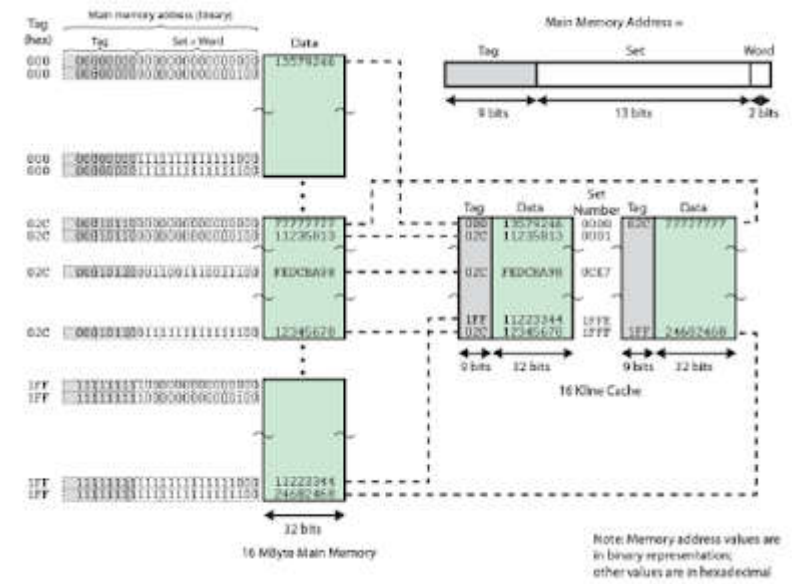 Main memory address (binary)
Tag
(hex)
Tag
Set + Word
Data
000
000
13579246
000
000
02C
02C
77777777
11235813
02C
FEDCBA98
02C
12345678
1FF
1FF
1FF
1FF
11223344
24682468
32 bits
16 MByte Main Memory
Main Memory Address =
Tag Set Word
9 bits 13 bits 2 bits
Tag Data Set Number Tag Data
000 13579246 0000 02C 77777777
02C 11235813 0001
02C FEDCBA98 0CE7
1FF 11223344 1FFE
02C 12345678 1FFF 1FF 24682468
9 bits 32 bits 9 bits 32 bits
16 Kline Cache
Note: Memory address values are
in binary representation;
other values are in hexadecimal